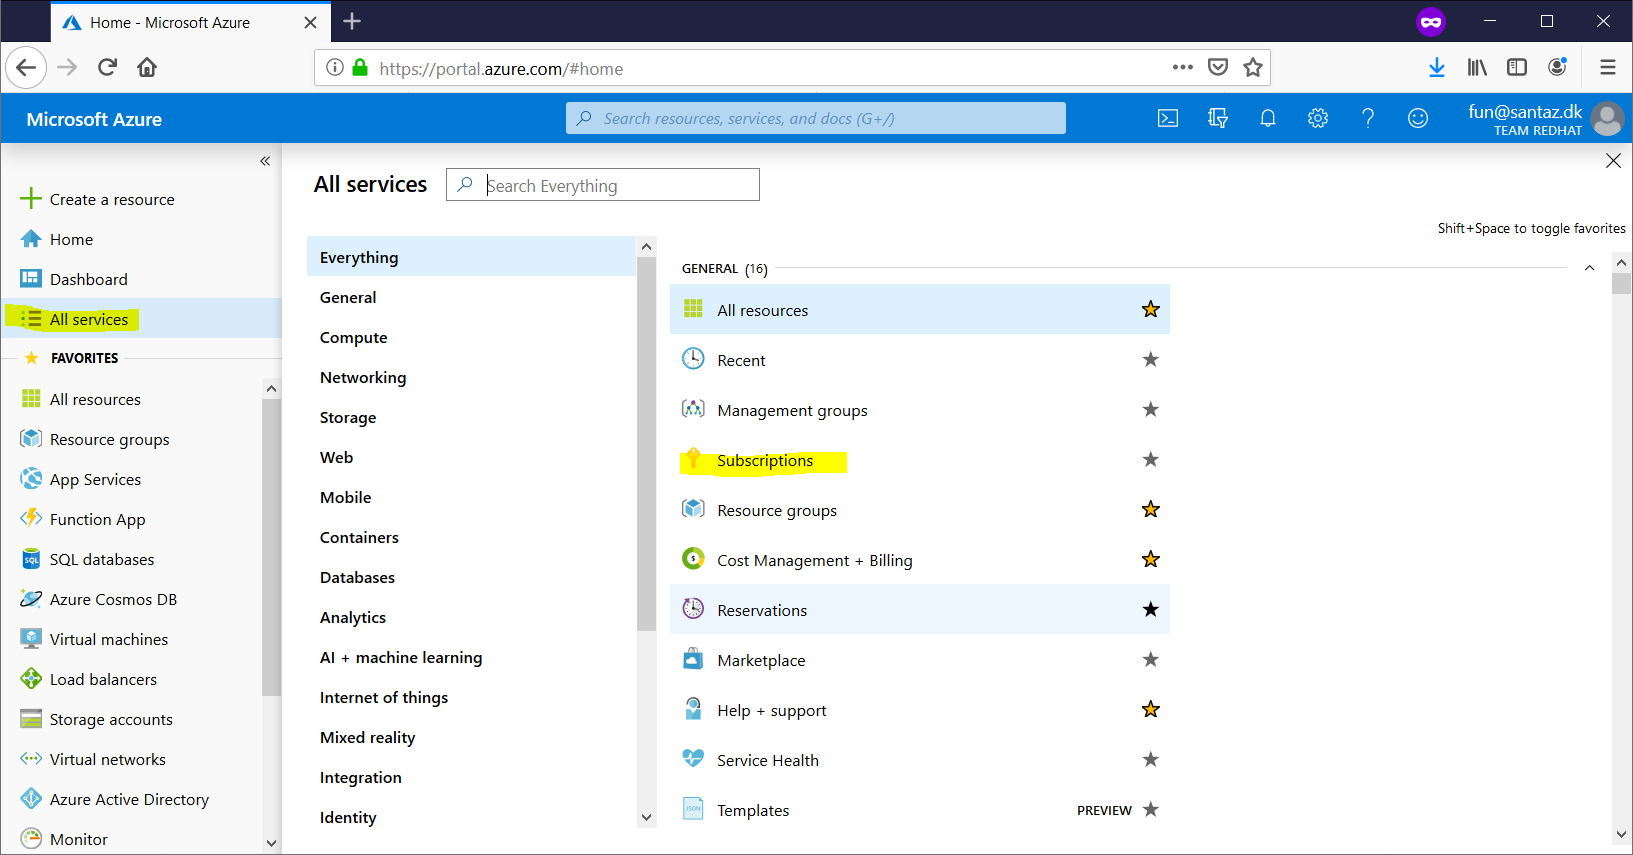 Home - Microsoft Azure
https://portal.azure.com/#home
Microsoft Azure
Search resources, services, and docs (G+/)
fun@santaz.dk
TEAM REDHAT
Create a resource
Home
Dashboard
All services
FAVORITES
All resources
Resource groups
App Services
Function App
SQL databases
Azure Cosmos DB
Virtual machines
Load balancers
Storage accounts
Virtual networks
Azure Active Directory
Monitor
All services
Search Everything
Shift+Space to toggle favorites
Everything
General
Compute
Networking
Storage
Web
Mobile
Containers
Databases
Analytics
AI + machine learning
Internet of things
Mixed reality
Integration
Identity
GENERAL (16)
All resources
Recent
Management groups
Subscriptions
Resource groups
Cost Management + Billing
Reservations
Marketplace
Help + support
Service Health
Templates PREVIEW
SQL
JSON